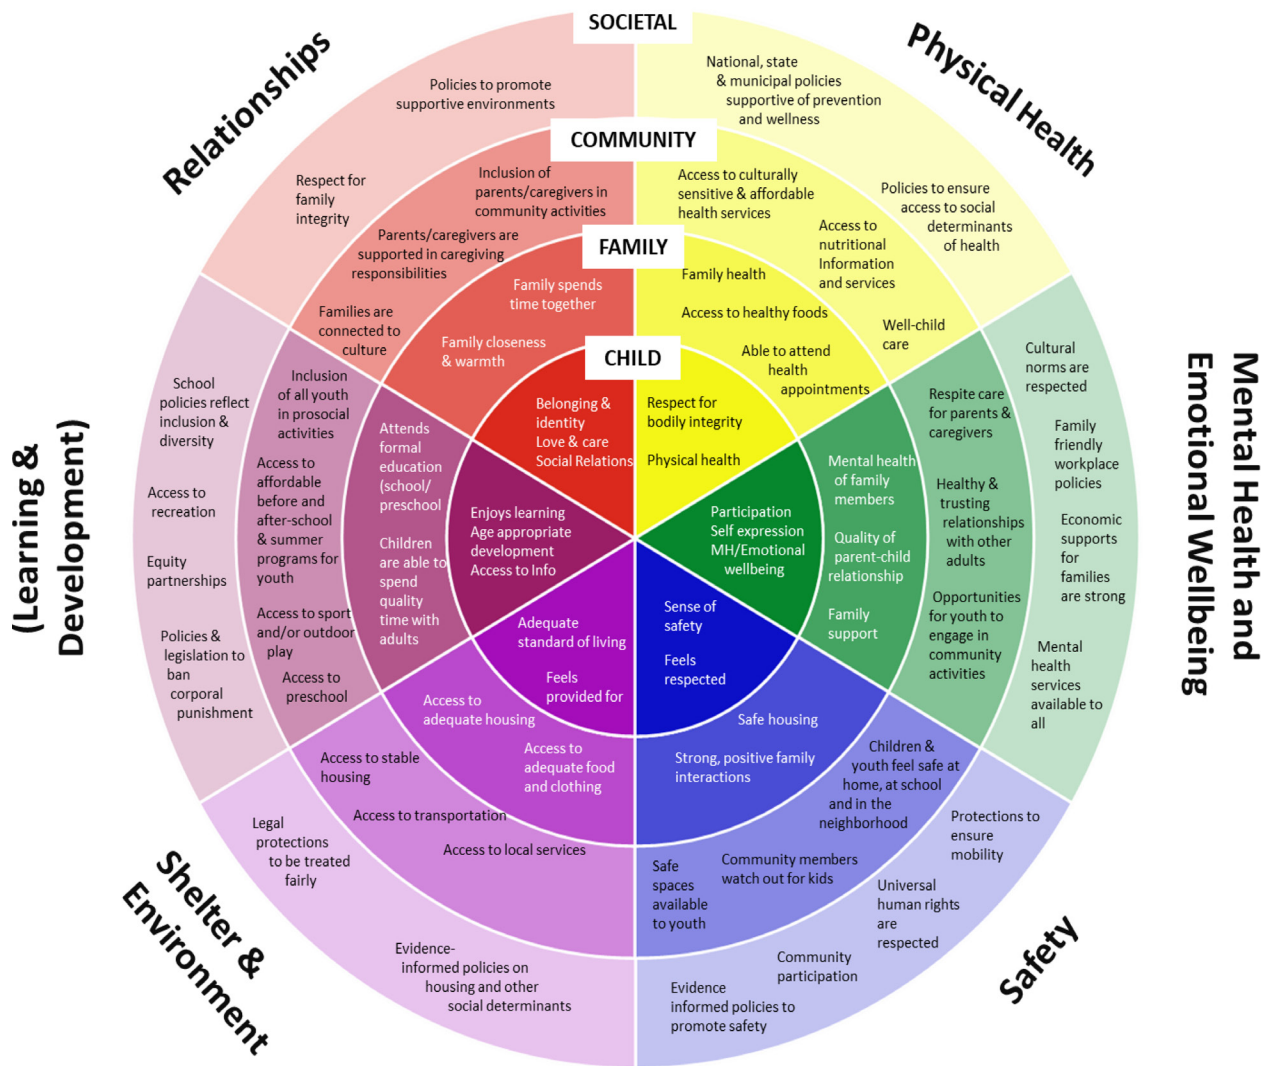 SOCIETAL
COMMUNITY
FAMILY
CHILD
Relationships
Policies to promote
supportive environments
Respect for
family
integrity
Inclusion of
parents/caregivers in
community activities
Parents/caregivers are
supported in caregiving
responsibilities
Families are
connected to
culture
Family spends
time together
Family closeness
& warmth
Belonging &
identity
Love & care
Social Relations
Physical Health
National, state
& municipal policies
supportive of prevention
and wellness
Policies to ensure
access to social
determinants
of health
Access to culturally
sensitive & affordable
health services
Access to
nutritional
Information
and services
Well-child
care
Family health
Access to healthy foods
Able to attend
health
appointments
Respect for
bodily integrity
Physical health
Mental Health and
Emotional Wellbeing
Cultural
norms are
respected
Family
friendly
workplace
policies
Economic
supports
for
families
are strong
Mental
health
services
available to
all
Respite care
for parents &
caregivers
Healthy &
trusting
relationships
with other
adults
Opportunities
for youth to
engage in
community
activities
Mental health
of family
members
Quality of
parent-child
relationship
Family
support
Participation
Self expression
MH/Emotional
wellbeing
Safety
Sense of
safety
Feels
respected
Safe housing
Strong, positive family
interactions
Children &
youth feel safe at
home, at school
and in the
neighborhood
Community members
watch out for kids
Safe
spaces
available
to youth
Protections to
ensure
mobility
Universal
human rights
are
respected
Community
participation
Evidence
informed policies to
promote safety
Shelter &
Environment
Adequate
standard of living
Feels
provided for
Access to
adequate housing
Access to
adequate food
and clothing
Access to stable
housing
Access to transportation
Access to local services
Legal
protections
to be treated
fairly
Evidence-
informed policies on
housing and other
social determinants
(Learning &
Development)
School
policies reflect
inclusion &
diversity
Access to
recreation
Equity
partnerships
Policies &
legislation to
ban
corporal
punishment
Inclusion
of all youth
in prosocial
activities
Access to
affordable
before and
after-school
& summer
programs for
youth
Access to sport
and/or outdoor
play
Access to
preschool
Attends
formal
education
(school/
preschool
Children
are able to
spend
quality
time with
adults
Enjoys learning
Age appropriate
development
Access to Info